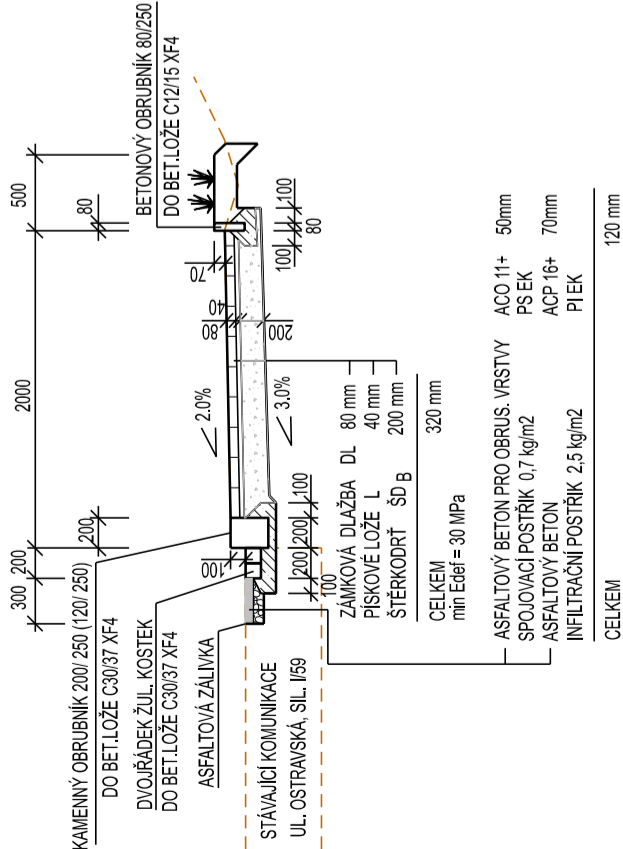 500
80
2000
200
200
300
BETONOVÝ OBRUBNÍK 80/250
DO BET.LOŽE C12/15 XF4
KAMENNÝ OBRUBNÍK 200/ 250 (120/ 250)
DO BET.LOŽE C30/37 XF4
DVOJŘÁDEK ŽUL. KOSTEK
DO BET.LOŽE C30/37 XF4
ASFALTOVÁ ZÁLIVKA
STÁVAJÍCÍ KOMUNIKACE
UL. OSTRAVSKÁ, SIL. I/59
70
40
80
200
2.0%
3.0%
100
80
100
100
100
200
200
100
ZÁMKOVÁ DLAŽBA DL 80 mm
PÍSKOVÉ LOŽE L 40 mm
ŠTĚRKODRŤ ŠD B 200 mm
CELKEM 320 mm
min Edef = 30 MPa
ASFALTOVÝ BETON PRO OBRUS. VRSTVY ACO 11+ 50mm
SPOJOVACÍ POSTŘIK 0,7 kg/m2 PS EK
ASFALTOVÝ BETON ACP 16+ 70mm
INFILTRAČNÍ POSTŘIK 2,5 kg/m2 PI EK
CELKEM 120 mm